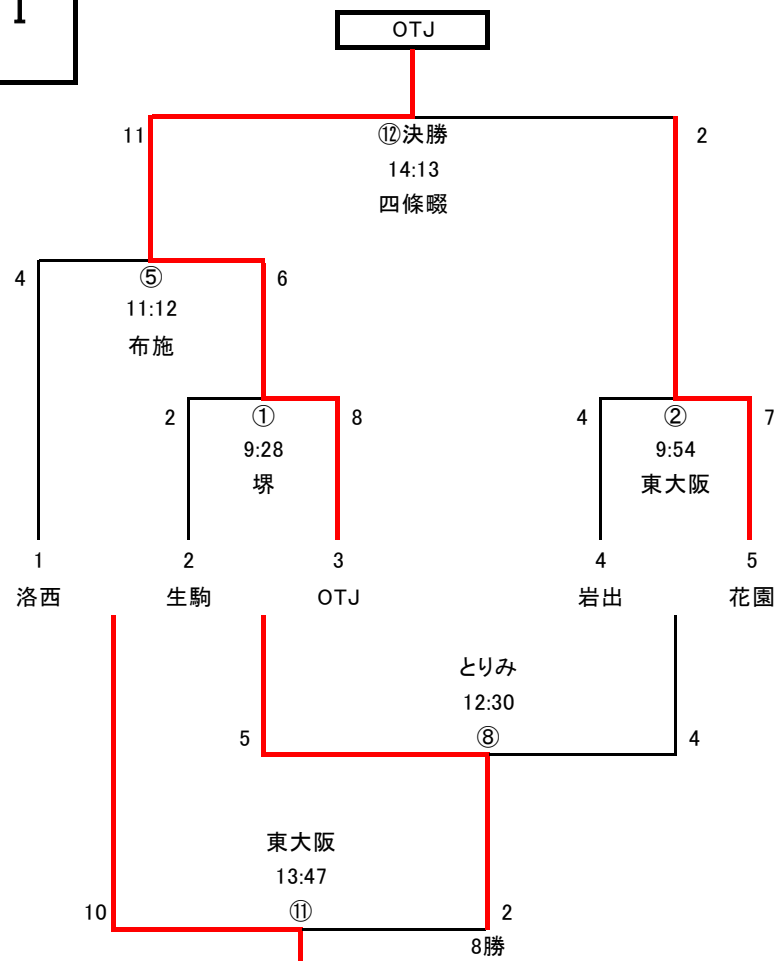 I
OTJ
11 ⑫決勝 2
14:13
四條畷
4 ⑤ 6
11:12
布施
2 ① 8 4 ② 7
9:28 9:54
堺 東大阪
1 2 3 4 5
洛西 生駒 OTJ 岩出 花園
とりみ
12:30
5 ⑧ 4
東大阪
13:47
10 ⑪ 2
8勝